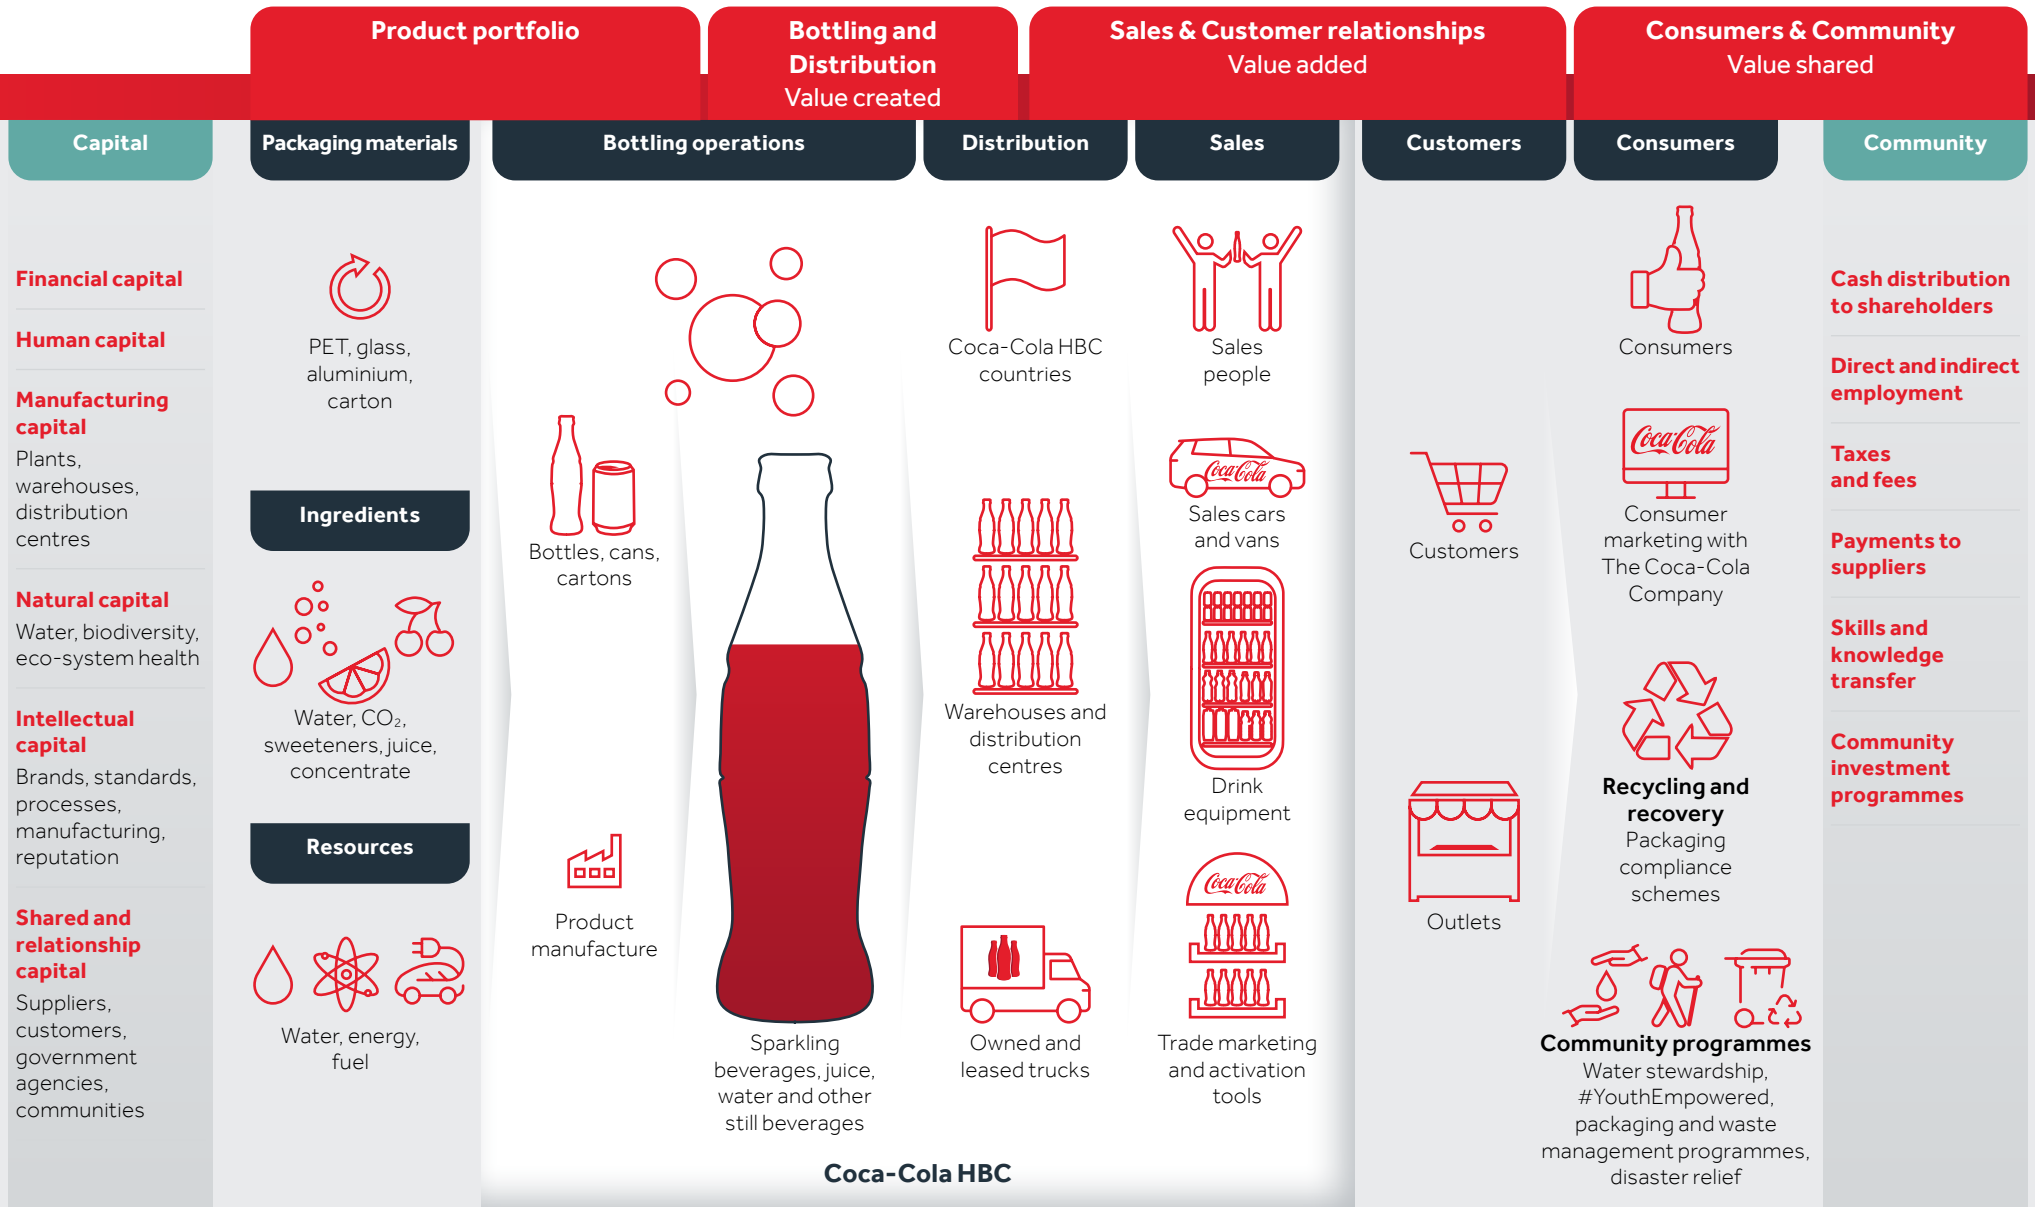 Product portfolio
Bottling and
Distribution
Value created
Sales & Customer relationships
Value added
Consumers & Community
Value shared
Capital
Packaging materials
Bottling operations
Distribution
Sales
Customers
Consumers
Community
Financial capital
Human capital
Manufacturing
capital
Plants,
warehouses,
distribution
centres
Natural capital
Water, biodiversity,
eco-system health
Intellectual
capital
Brands, standards,
processes,
manufacturing,
reputation
Shared and
relationship
capital
Suppliers,
customers,
government
agencies,
communities
PET, glass,
aluminium,
carton
Ingredients
Water, CO₂,
sweeteners, juice,
concentrate
Resources
Water, energy,
fuel
Bottles, cans,
cartons
Product
manufacture
Sparkling
beverages, juice,
water and other
still beverages
Coca-Cola HBC
countries
Warehouses and
distribution
centres
Owned and
leased trucks
Sales
people
Coca-Cola
Sales cars
and vans
Drink
equipment
Coca-Cola
Trade marketing
and activation
tools
Coca-Cola HBC
Customers
Outlets
Consumers
Coca-Cola
Consumer
marketing with
The Coca-Cola
Company
Recycling and
recovery
Packaging
compliance
schemes
Community programmes
Water stewardship,
#YouthEmpowered,
packaging and waste
management programmes,
disaster relief
Cash distribution
to shareholders
Direct and indirect
employment
Taxes
and fees
Payments to
suppliers
Skills and
knowledge
transfer
Community
investment
programmes